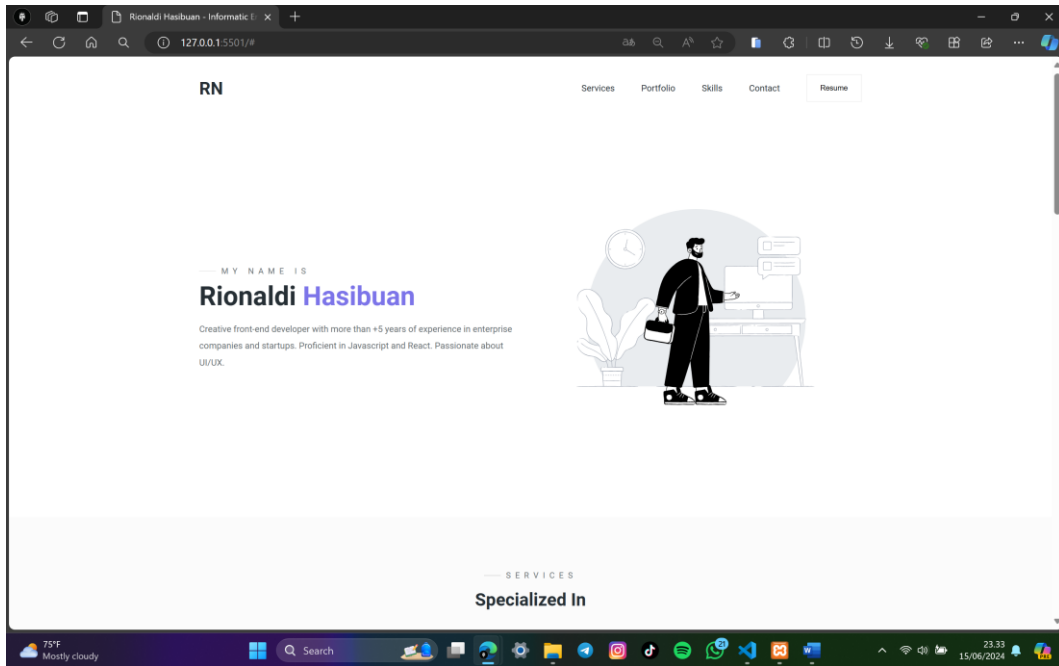 Rionaldi Hasibuan - Informatic E
127.0.0.1:5501/#
RN
Services Portfolio Skills Contact Resume
MY NAME IS
Rionaldi Hasibuan
Creative front-end developer with more than +5 years of experience in enterprise
companies and startups. Proficient in Javascript and React. Passionate about
UI/UX.
SERVICES
Specialized In
75°F
Mostly cloudy
Search
21
23.33
15/06/2024